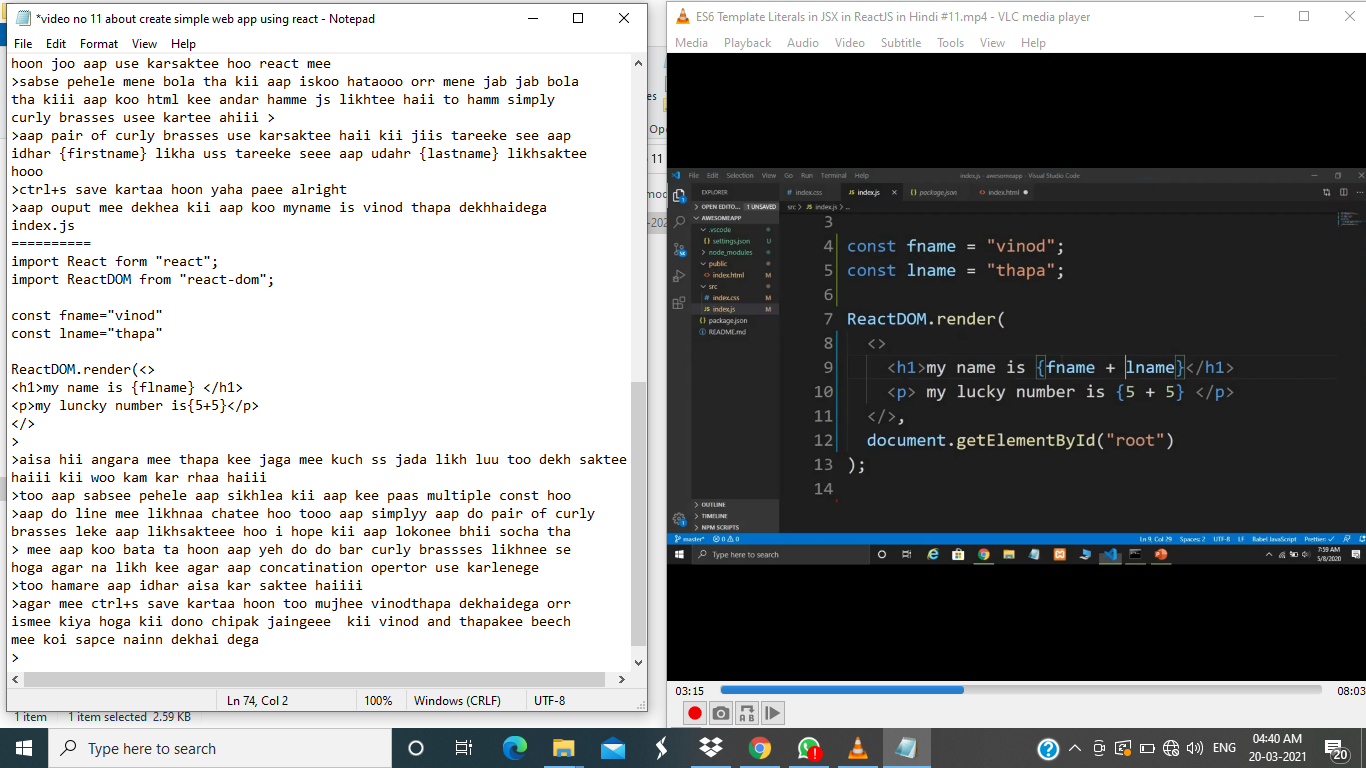 *video no 11 about create simple web app using react - Notepad
File Edit Format View Help
hoon joo aap use karsaktee hoo react mee
>sabse pehele mene bola tha kii aap iskoo hataooo orr mene jab jab bola
tha kiii aap koo html kee andar hamme js likhtee haii to hamm simply
curly brasses usee kartee ahiii >
>aap pair of curly brasses use karsaktee haii kii jiis tareeke see aap
idhar {firstname} likha uss tareeke seee aap udahr {lastname} likhsaktee
hooo
>ctrl+s save kartaa hoon yaha paee alright
>aap ouput mee dekhea kii aap koo myname is vinod thapa dekhhaidega
index.js
==========
import React form "react";
import ReactDOM from "react-dom";
const fname="vinod"
const lname="thapa"
ReactDOM.render(<>
<h1>my name is {flname} </h1>
<p>my luncky number is{5+5}</p>
</>
>
>aisa hii angara mee thapa kee jaga mee kuch ss jada likh luu too dekh saktee
haiii kii woo kam kar rhaa haiii
>too aap sabsee pehele aap sikhlea kii aap kee paas multiple const hoo
>aap do line mee likhnaa chatee hoo tooo aap simplyy aap do pair of curly
brasses leke aap likhsakteee hoo i hope kii aap lokonee bhii socha tha
> mee aap koo bata ta hoon aap yeh do do bar curly brassses likhnee se
hoga agar na likh kee agar aap concatination opertor use karlenege
>too hamare aap idhar aisa kar saktee haiiii
>agar mee ctrl+s save kartaa hoon too mujhee vinodthapa dekhaidega orr
ismee kiya hoga kii dono chipak jaingeee  kii vinod and thapakee beech
mee koi sapce nainn dekhai dega
>
Ln 74, Col 2 100% Windows (CRLF) UTF-8
1 item 1 item selected 2.59 KB
es
Ope
11
mod
-202
ES6 Template Literals in JSX in ReactJS in Hindi #11.mp4 - VLC media player
Media Playback Audio Video Subtitle Tools View Help
File Edit Selection View Go Run Terminal Help index.js - awesomeapp - Visual Studio Code
EXPLORER
OPEN EDITO... 1 UNSAVED
AWESOMEAPP
.vscode
settings.json U
node_modules
public
index.html M
src
index.css M
index.js M
package.json
README.md
OUTLINE
TIMELINE
NPM SCRIPTS
index.css index.js package.json index.html
src > index.js > ...
3
4 const fname = "vinod";
5 const lname = "thapa";
6
7 ReactDOM.render(
8 <>
9 <h1>my name is {fname + lname}</h1>
10 <p> my lucky number is {5 + 5} </p>
11 </>,
12 document.getElementById("root")
13 );
14
master* 0 0 Ln 9, Col 29 Spaces: 2 UTF-8 LF Babel JavaScript Prettier: ✓
Type here to search
7:59 AM
5/8/2020
03:15 08:03
Type here to search
ENG
04:40 AM
20-03-2021
20